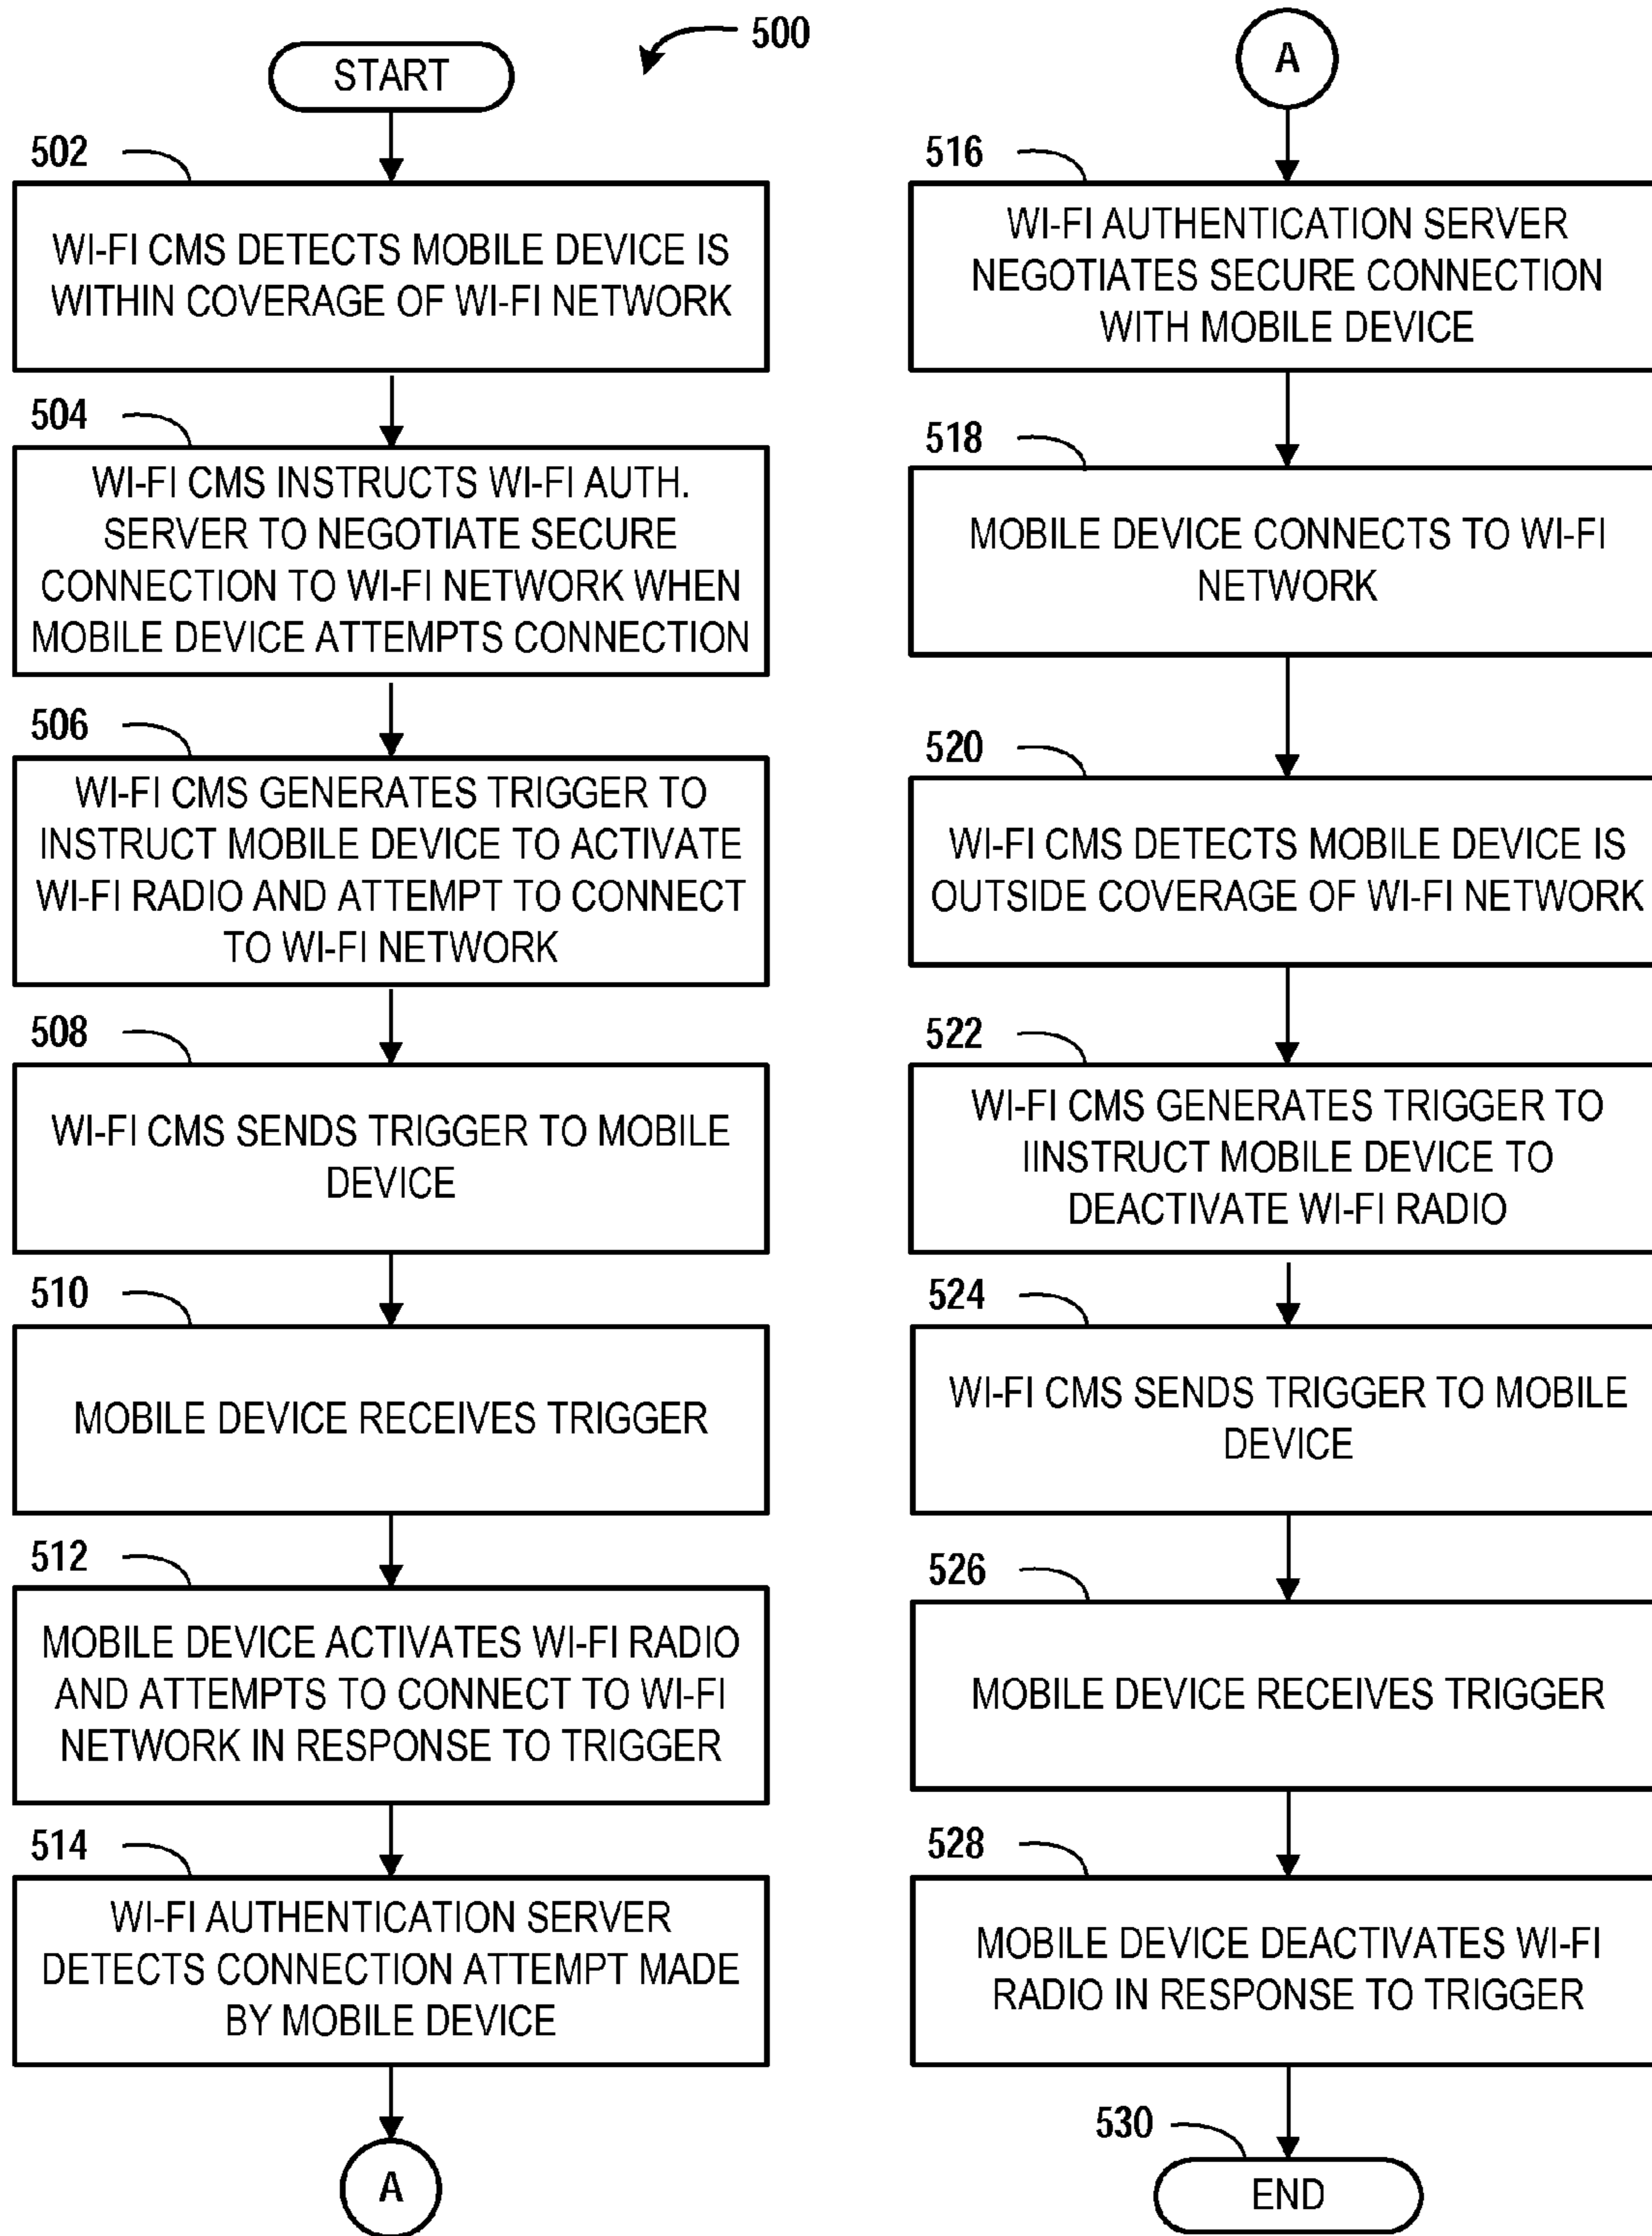 START
500
502
WI-FI CMS DETECTS MOBILE DEVICE IS
WITHIN COVERAGE OF WI-FI NETWORK
504
WI-FI CMS INSTRUCTS WI-FI AUTH.
SERVER TO NEGOTIATE SECURE
CONNECTION TO WI-FI NETWORK WHEN
MOBILE DEVICE ATTEMPTS CONNECTION
506
WI-FI CMS GENERATES TRIGGER TO
INSTRUCT MOBILE DEVICE TO ACTIVATE
WI-FI RADIO AND ATTEMPT TO CONNECT
TO WI-FI NETWORK
508
WI-FI CMS SENDS TRIGGER TO MOBILE
DEVICE
510
MOBILE DEVICE RECEIVES TRIGGER
512
MOBILE DEVICE ACTIVATES WI-FI RADIO
AND ATTEMPTS TO CONNECT TO WI-FI
NETWORK IN RESPONSE TO TRIGGER
514
WI-FI AUTHENTICATION SERVER
DETECTS CONNECTION ATTEMPT MADE
BY MOBILE DEVICE
A
A
516
WI-FI AUTHENTICATION SERVER
NEGOTIATES SECURE CONNECTION
WITH MOBILE DEVICE
518
MOBILE DEVICE CONNECTS TO WI-FI
NETWORK
520
WI-FI CMS DETECTS MOBILE DEVICE IS
OUTSIDE COVERAGE OF WI-FI NETWORK
522
WI-FI CMS GENERATES TRIGGER TO
IINSTRUCT MOBILE DEVICE TO
DEACTIVATE WI-FI RADIO
524
WI-FI CMS SENDS TRIGGER TO MOBILE
DEVICE
526
MOBILE DEVICE RECEIVES TRIGGER
528
MOBILE DEVICE DEACTIVATES WI-FI
RADIO IN RESPONSE TO TRIGGER
530
END